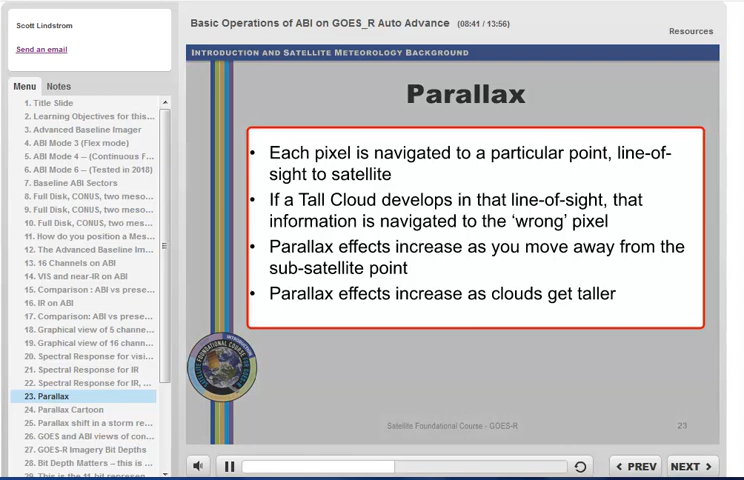 Scott Lindstrom
Send an email
Basic Operations of ABI on GOES_R Auto Advance (08:41 / 13:56)
Resources
Menu Notes
1. Title Slide
2. Learning Objectives for this...
3. Advanced Baseline Imager
4. ABI Mode 3 (Flex mode)
5. ABI Mode 4 -- (Continuous F...
6. ABI Mode 6 -- (Tested in 2018)
7. Baseline ABI Sectors
8. Full Disk, CONUS, two meso...
9. Full Disk, CONUS, two meso...
10. Full Disk, CONUS, two mes...
11. How do you position a Mes...
12. The Advanced Baseline Im...
13. 16 Channels on ABI
14. VIS and near-IR on ABI
15. Comparison : ABI vs prese...
16. IR on ABI
17. Comparison: ABI vs prese...
18. Graphical view of 5 channe...
19. Graphical view of 16 chann...
20. Spectral Response for visi...
21. Spectral Response for IR
22. Spectral Response for IR, ...
23. Parallax
24. Parallax Cartoon
25. Parallax shift in a storm re...
26. GOES and ABI views of con...
27. GOES-R Imagery Bit Depths
28. Bit Depth Matters -- this is ...
29. This is the 11 bit represen...
INTRODUCTION AND SATELLITE METEOROLOGY BACKGROUND
Parallax
• Each pixel is navigated to a particular point, line-of-
sight to satellite
• If a Tall Cloud develops in that line-of-sight, that
information is navigated to the ‘wrong’ pixel
• Parallax effects increase as you move away from the
sub-satellite point
• Parallax effects increase as clouds get taller
INTRODUCTION
SATELLITE FOUNDATIONAL COURSE
Satellite Foundational Course - GOES-R
23
PREV
NEXT